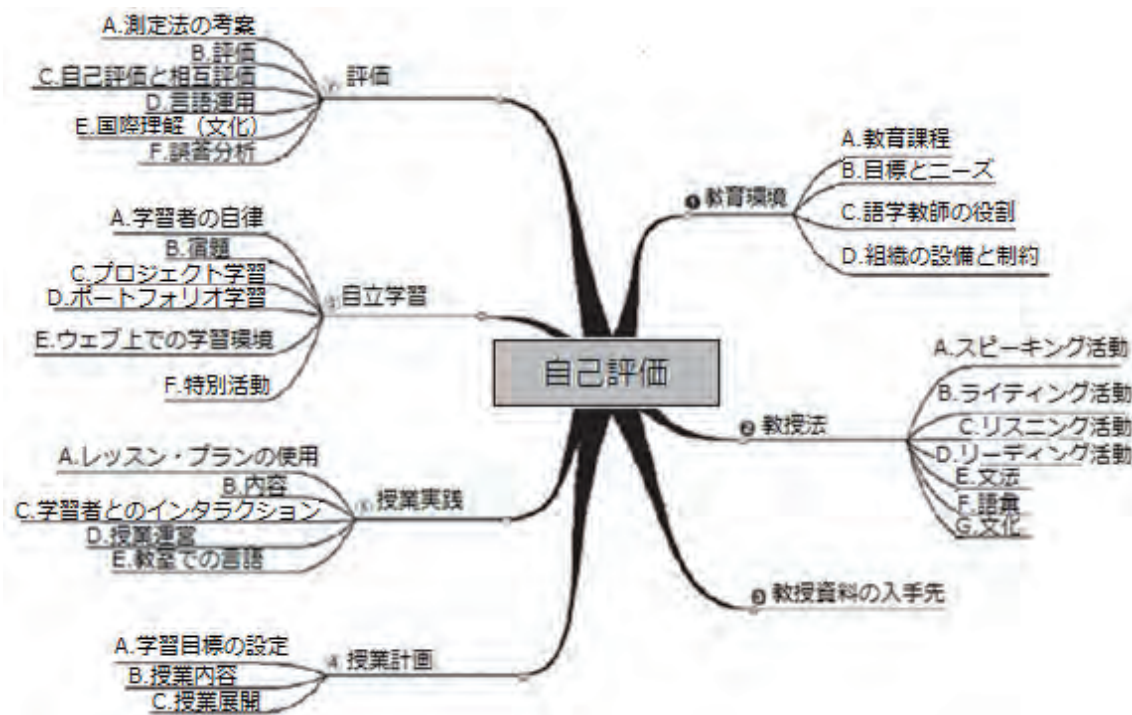 自己評価
❶教育環境
A.教育課程
B.目標とニーズ
C.語学教師の役割
D.組織の設備と制約
❷教授法
A.スピーキング活動
B.ライティング活動
C.リスニング活動
D.リーディング活動
E.文法
F.語彙
G.文化
❸教授資料の入手先
④授業計画
A.学習目標の設定
B.授業内容
C.授業展開
⑤授業実践
A.レッスン・プランの使用
B.内容
C.学習者とのインタラクション
D.授業運営
E.教室での言語
自立学習
A.学習者の自律
B.宿題
C.プロジェクト学習
D.ポートフォリオ学習
E.ウェブ上での学習環境
F.特別活動
評価
A.測定法の考案
B.評価
C.自己評価と相互評価
D.言語運用
E.国際理解（文化）
F.誤答分析